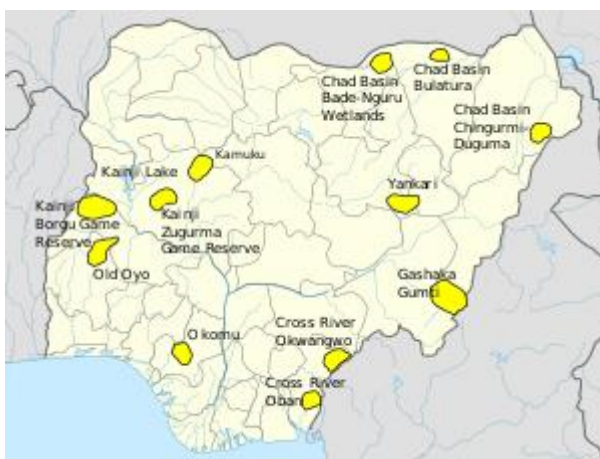 Chad Basin
Bade-Nguru
Wetlands
Chad Basin
Bulatura
Chad Basin
Chingurmi-
Duguma
Kamuku
Kainji Lake
Kainji
Borgu Game
Reserve
Kainji
Zugurma
Game Reserve
Yankari
Old Oyo
Gashaka
Gumti
Okomu
Cross River
Okwangwo
Cross River
Oban